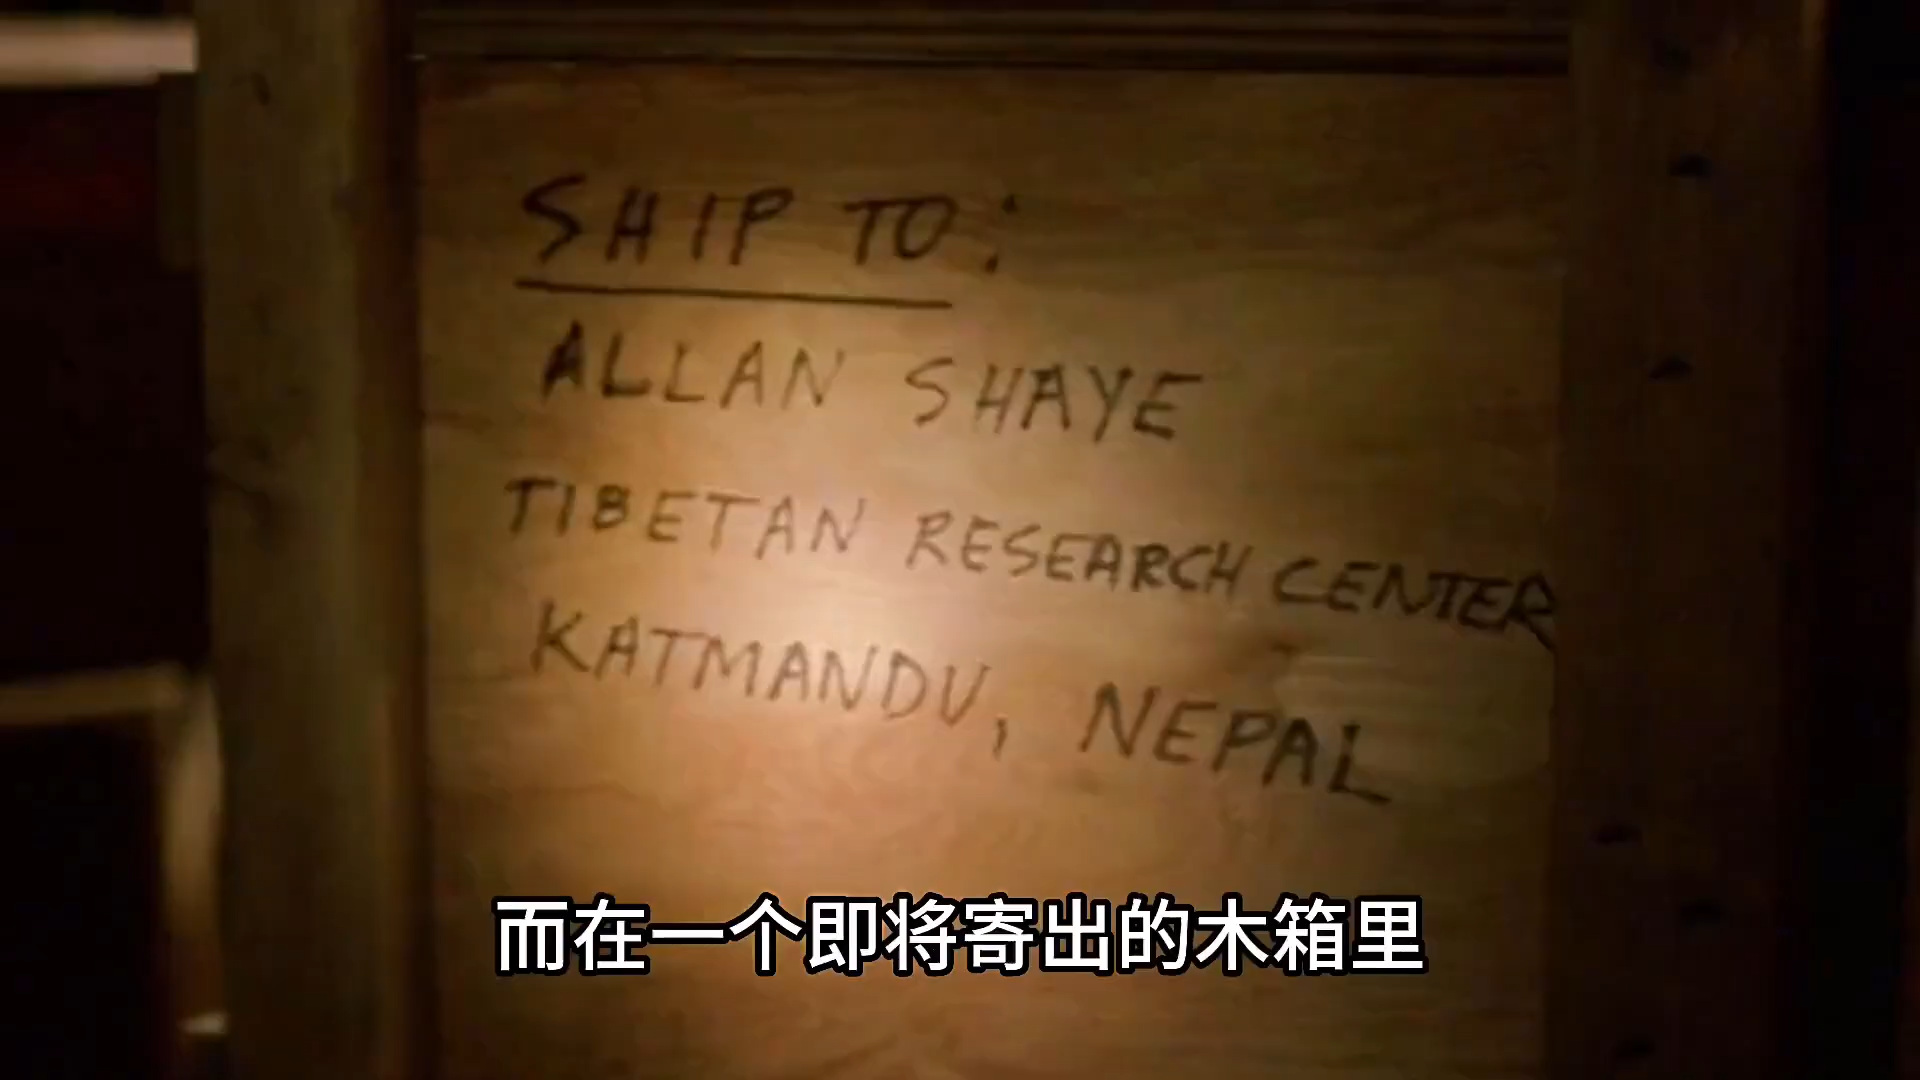 SHIP TO:
ALLAN SHAYE
TIBETAN RESEARCH CENTER
KATMANDU, NEPAL
而在一个即将寄出的木箱里